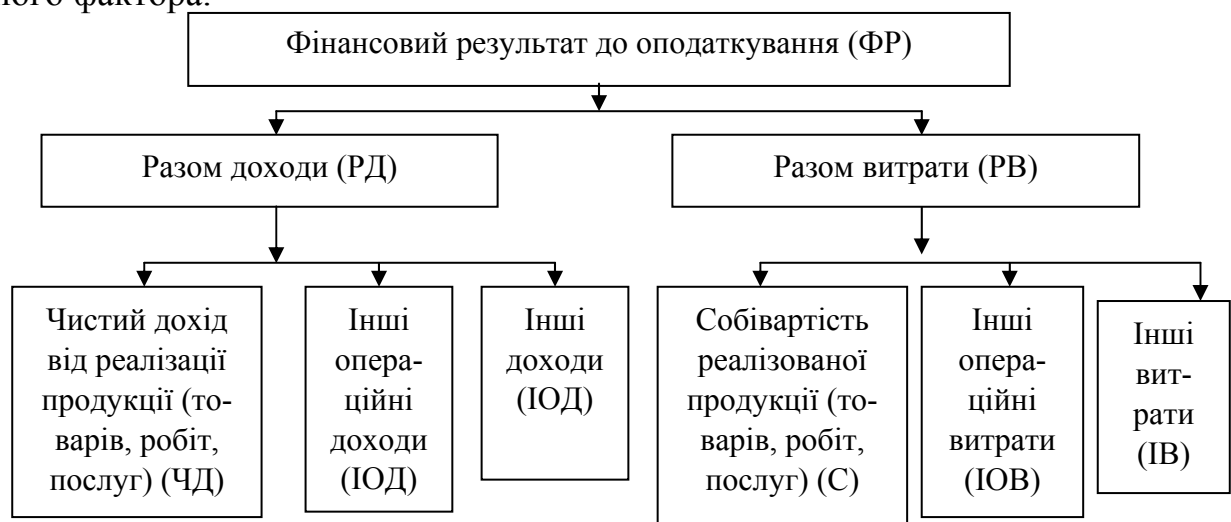 ного фактора.
Фінансовий результат до оподаткування (ФР)
Разом доходи (РД)
Разом витрати (РВ)
Чистий дохід
від реалізації
продукції (то-
варів, робіт,
послуг) (ЧД)
Інші
опера-
ційні
доходи
(ІОД)
Інші
доходи
(ІОД)
Собівартість
реалізованої
продукції (то-
варів, робіт,
послуг) (С)
Інші
опера-
ційні
витрати
(ІОВ)
Інші
вит-
рати
(ІВ)